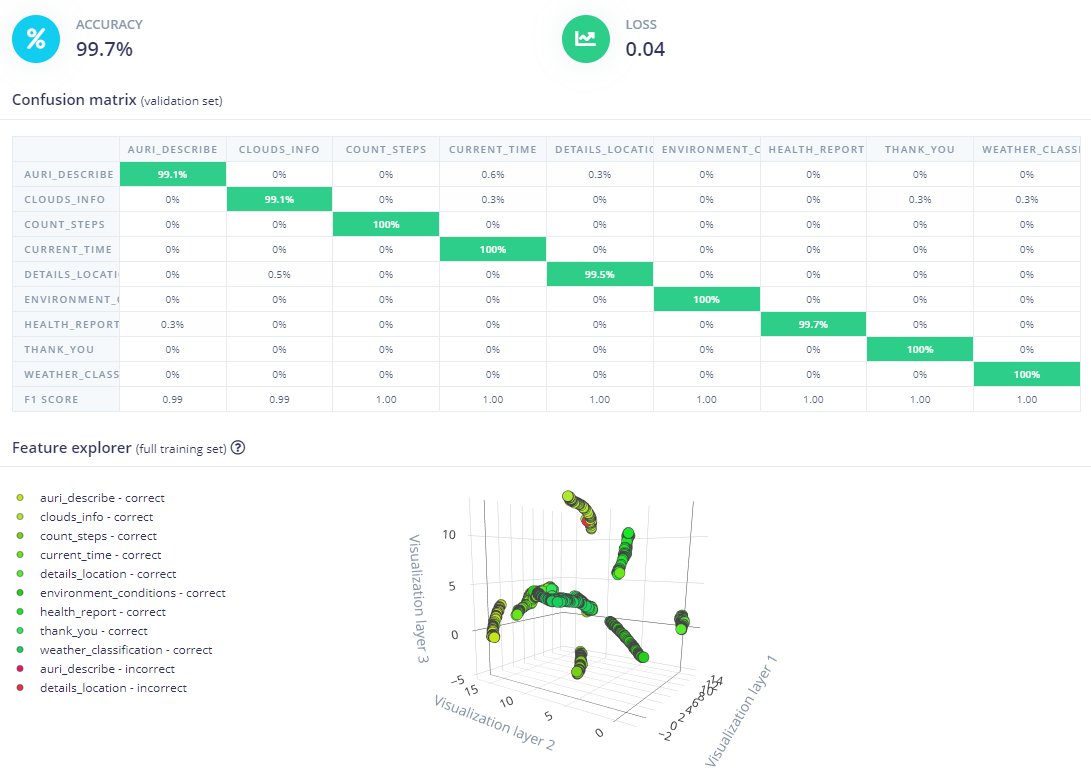 ACCURACY
99.7%
LOSS
0.04
Confusion matrix (validation set)
AURI_DESCRIBE CLOUDS_INFO COUNT_STEPS CURRENT_TIME DETAILS_LOCATIC ENVIRONMENT_C HEALTH_REPORT THANK_YOU WEATHER_CLASSI
AURI_DESCRIBE 99.1% 0% 0% 0.6% 0.3% 0% 0% 0% 0%
CLOUDS_INFO 0% 99.1% 0% 0.3% 0% 0% 0% 0.3% 0.3%
COUNT_STEPS 0% 0% 100% 0% 0% 0% 0% 0% 0%
CURRENT_TIME 0% 0% 0% 100% 0% 0% 0% 0% 0%
DETAILS_LOCATI 0% 0.5% 0% 0% 99.5% 0% 0% 0% 0%
ENVIRONMENT_C 0% 0% 0% 0% 0% 100% 0% 0% 0%
HEALTH_REPORT 0.3% 0% 0% 0% 0% 0% 99.7% 0% 0%
THANK_YOU 0% 0% 0% 0% 0% 0% 0% 100% 0%
WEATHER_CLASS 0% 0% 0% 0% 0% 0% 0% 0% 100%
F1 SCORE 0.99 0.99 1.00 1.00 1.00 1.00 1.00 1.00 1.00
Feature explorer (full training set) ?
auri_describe - correct
clouds_info - correct
count_steps - correct
current_time - correct
details_location - correct
environment_conditions - correct
health_report - correct
thank_you - correct
weather_classification - correct
auri_describe - incorrect
details_location - incorrect
Visualization layer 3
10
5
0
−5
Visualization layer 2
15
10
5
0
Visualization layer 1
−2
0
2
4
6
8